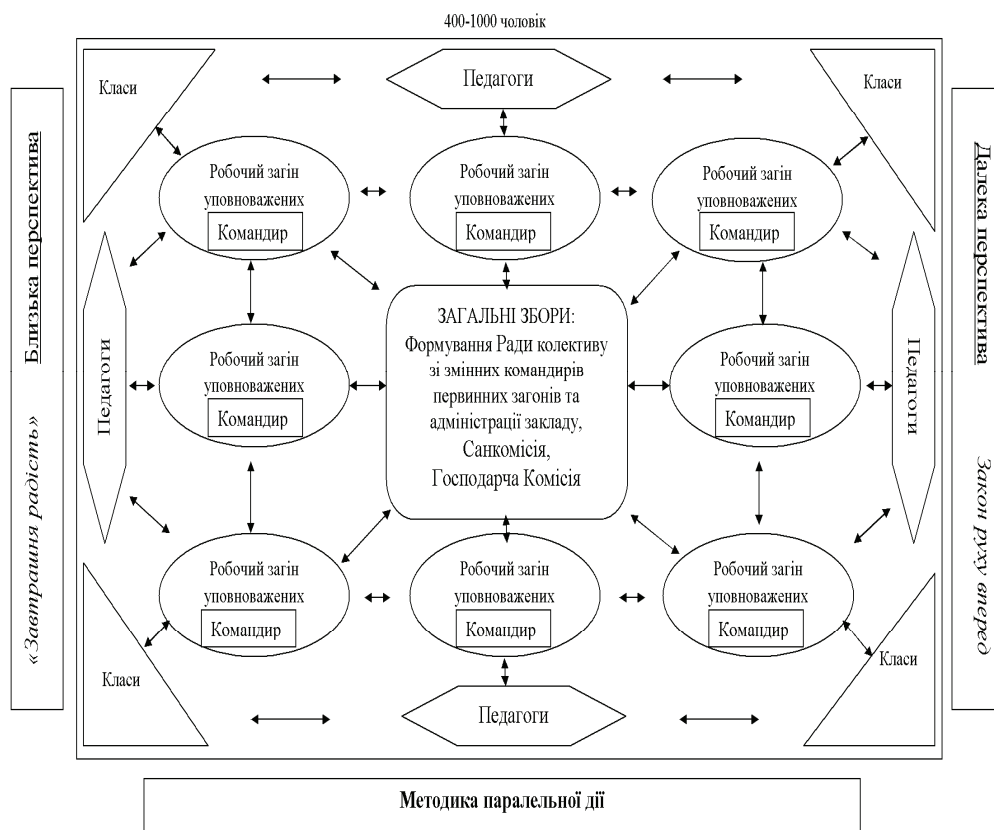 400-1000 чоловік
Класи
Педагоги
Класи
Близька перспектива
«Завтрашня радість»
Далека перспектива
Закон руху вперед
Робочий загін
уповноважених
Командир
Робочий загін
уповноважених
Командир
Робочий загін
уповноважених
Командир
Педагоги
Робочий загін
уповноважених
Командир
ЗАГАЛЬНІ ЗБОРИ:
Формування Ради колективу
зі змінних командирів
первинних загонів та
адміністрації закладу,
Санкомісія,
Господарча Комісія
Робочий загін
уповноважених
Командир
Педагоги
Робочий загін
уповноважених
Командир
Робочий загін
уповноважених
Командир
Робочий загін
уповноважених
Командир
Класи
Педагоги
Класи
Методика паралельної дії